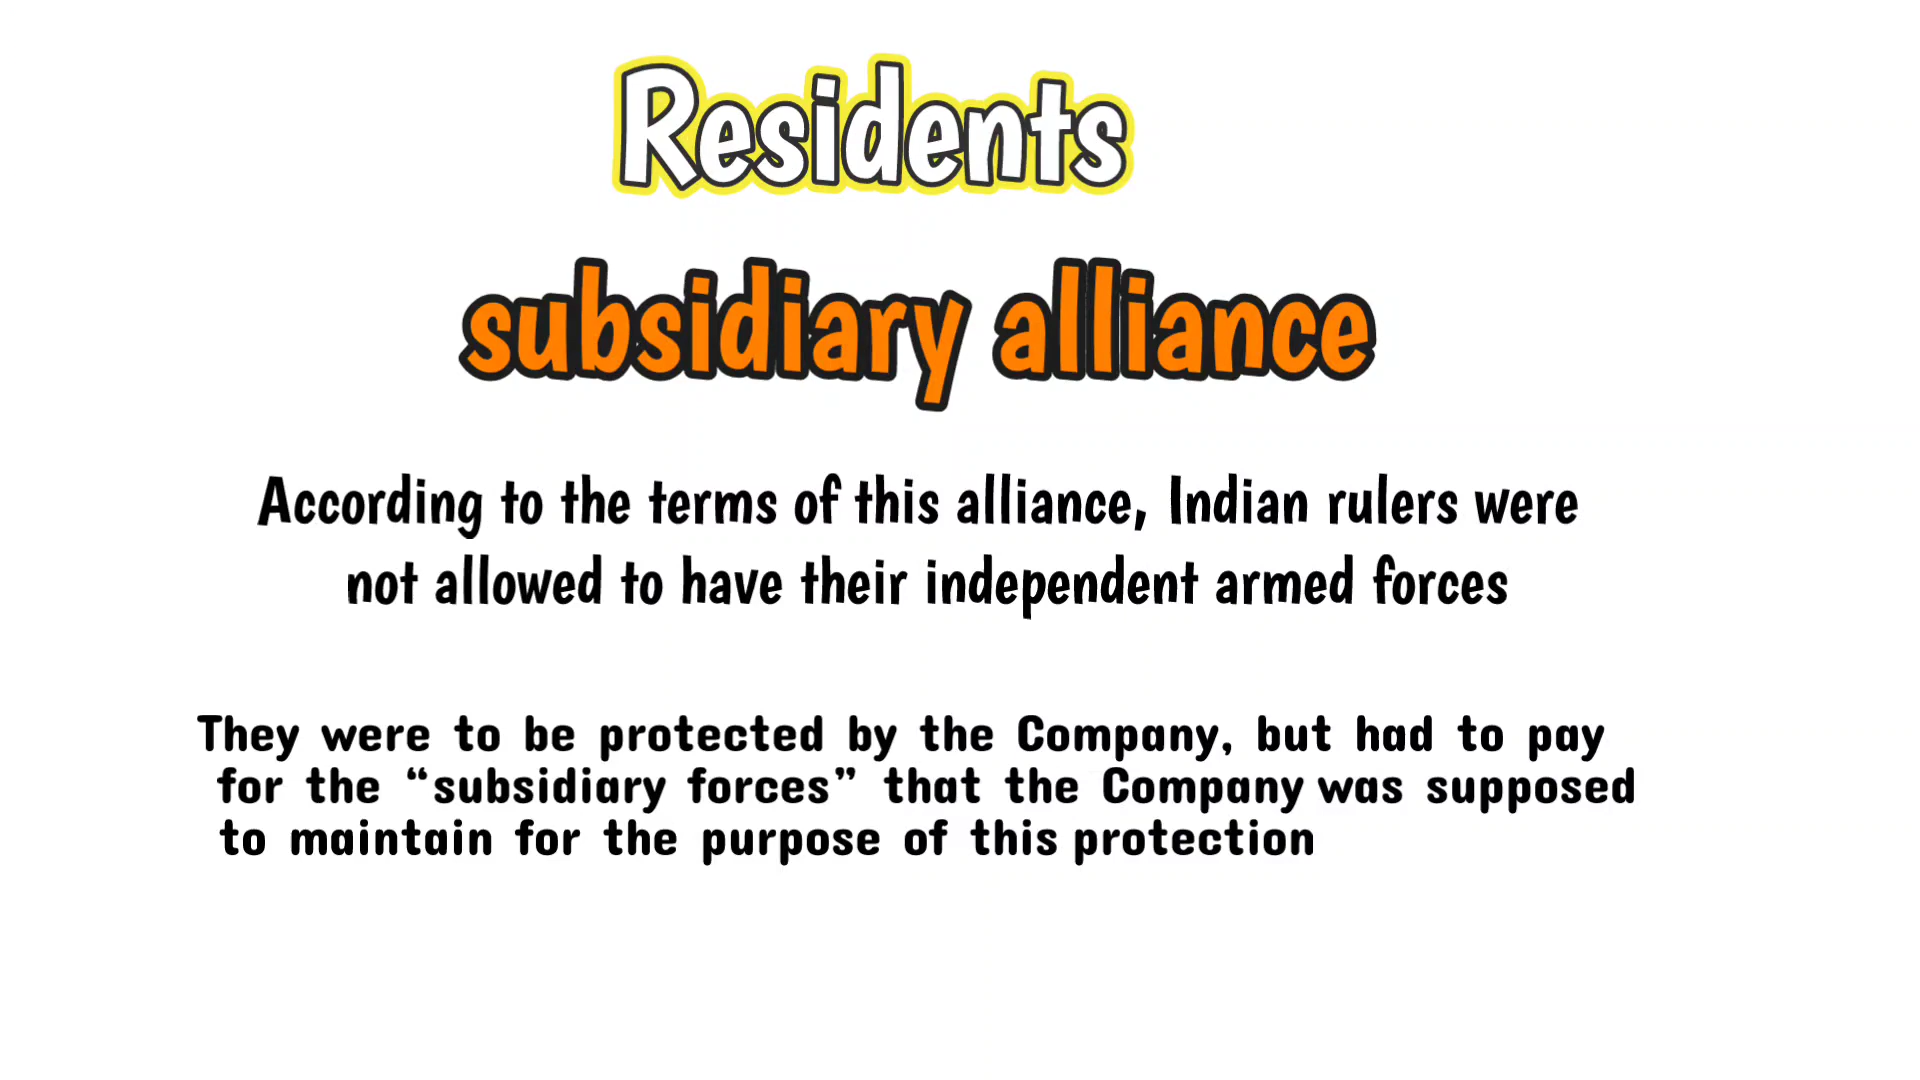 Residents
subsidiary alliance
According to the terms of this alliance, Indian rulers were
not allowed to have their independent armed forces
They were to be protected by the Company, but had to pay
for the “subsidiary forces” that the Company was supposed
to maintain for the purpose of this protection